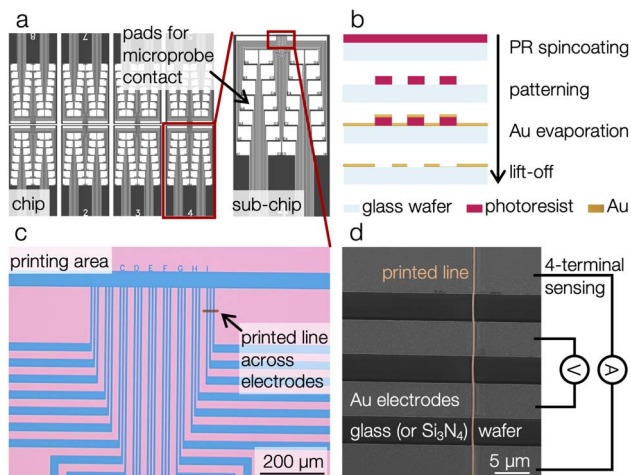 a
pads for
microprobe
contact
8
7
chip
2
3
4
sub-chip
b
PR spincoating
patterning
Au evaporation
lift-off
glass wafer
photoresist
Au
c
printing area
C D E F G H I
printed line
across
electrodes
200 µm
d
printed line
4-terminal
sensing
V
A
Au electrodes
glass (or Si₃N₄) wafer
5 µm